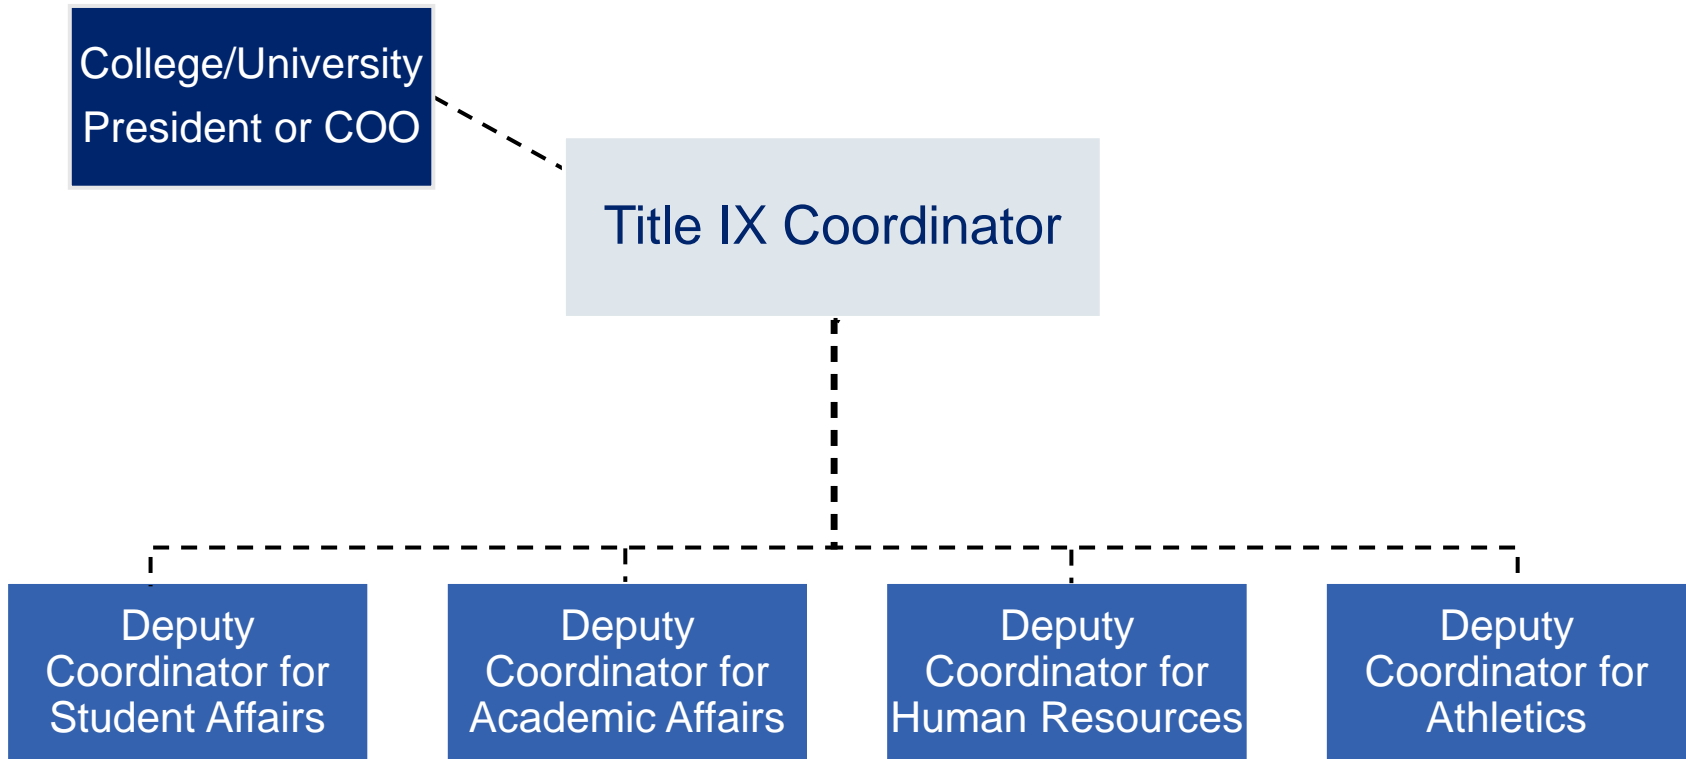 College/University
President or COO
Title IX Coordinator
Deputy
Coordinator for
Student Affairs
Deputy
Coordinator for
Academic Affairs
Deputy
Coordinator for
Human Resources
Deputy
Coordinator for
Athletics